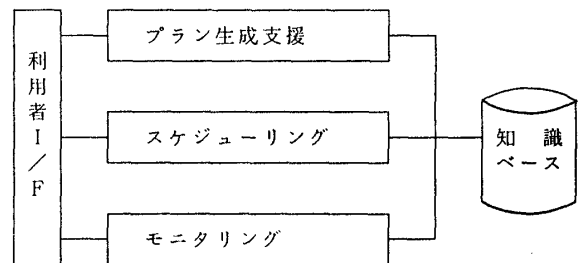 利用者I/F
プラン生成支援
スケジューリング
モニタリング
知識
ベース